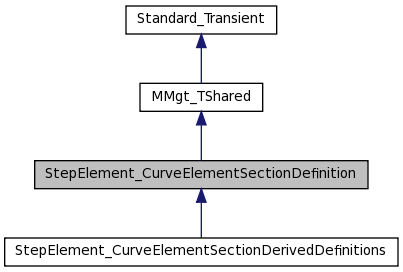 Standard_Transient
MMgt_TShared
StepElement_CurveElementSectionDefinition
StepElement_CurveElementSectionDerivedDefinitions